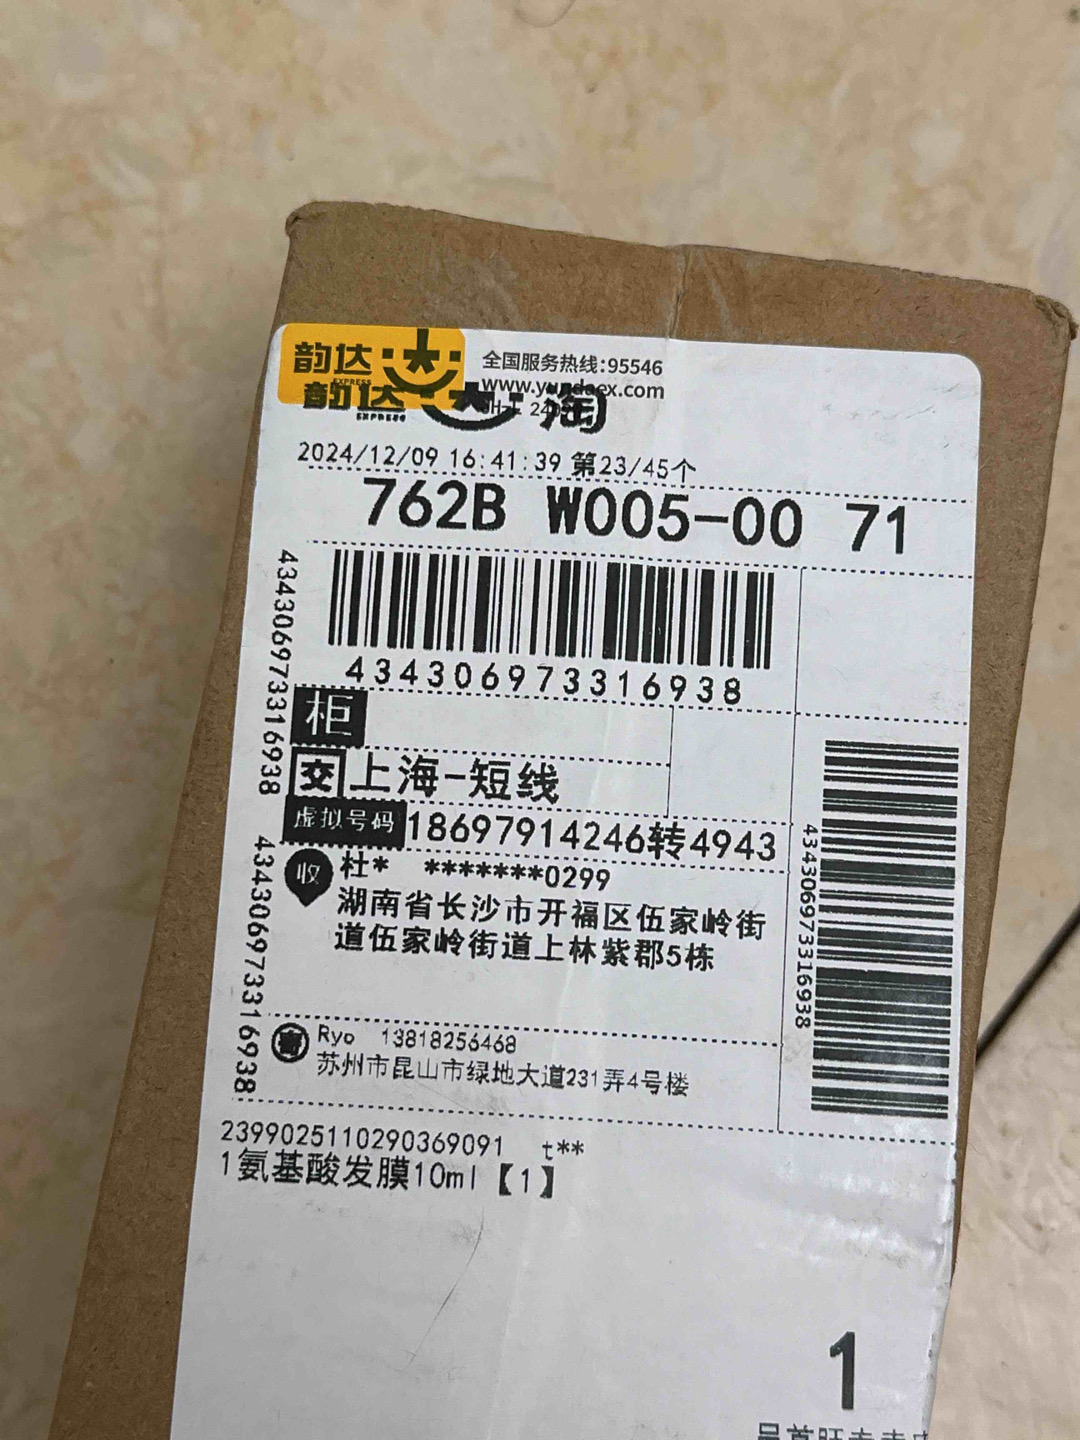 韵达
EXPRESS
全国服务热线:95546
www.yundaex.com
韵达
EXPRESS
淘
2024/12/09 16:41:39 第23/45个
762B W005-00 71
434306973316938
434306973316938
柜
交 上海-短线
虚拟号码 18697914246转4943
收 杜* *******0299
湖南省长沙市开福区伍家岭街
道伍家岭街道上林紫郡5栋
434306973316938
434306973316938
寄 Ryo 13818256468
苏州市昆山市绿地大道231弄4号楼
2399025110290369091 t**
1氨基酸发膜10ml【1】
1